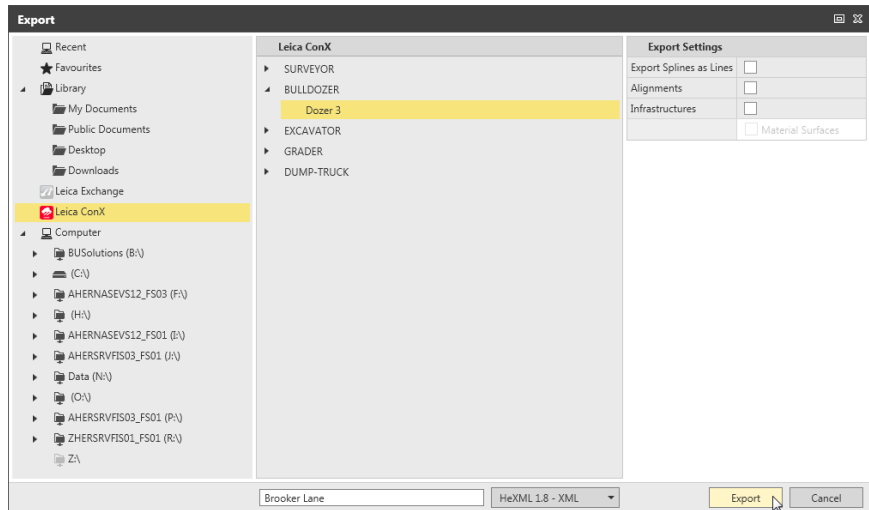 Export
Recent
Favourites
Library
My Documents
Public Documents
Desktop
Downloads
Leica Exchange
Leica ConX
Computer
BUSolutions (B:\)
(C:\)
AHERNASEVS12_FS03 (F:\)
(H:\)
AHERNASEVS12_FS01 (I:\)
AHERSRVFIS03_FS01 (J:\)
Data (N:\)
(O:\)
AHERSRVFIS03_FS01 (P:\)
ZHERSRVFIS01_FS01 (R:\)
Z:\
Leica ConX
SURVEYOR
BULLDOZER
Dozer 3
EXCAVATOR
GRADER
DUMP-TRUCK
Export Settings
Export Splines as Lines
Alignments
Infrastructures
Material Surfaces
Brooker Lane
HeXML 1.8 - XML
Export
Cancel